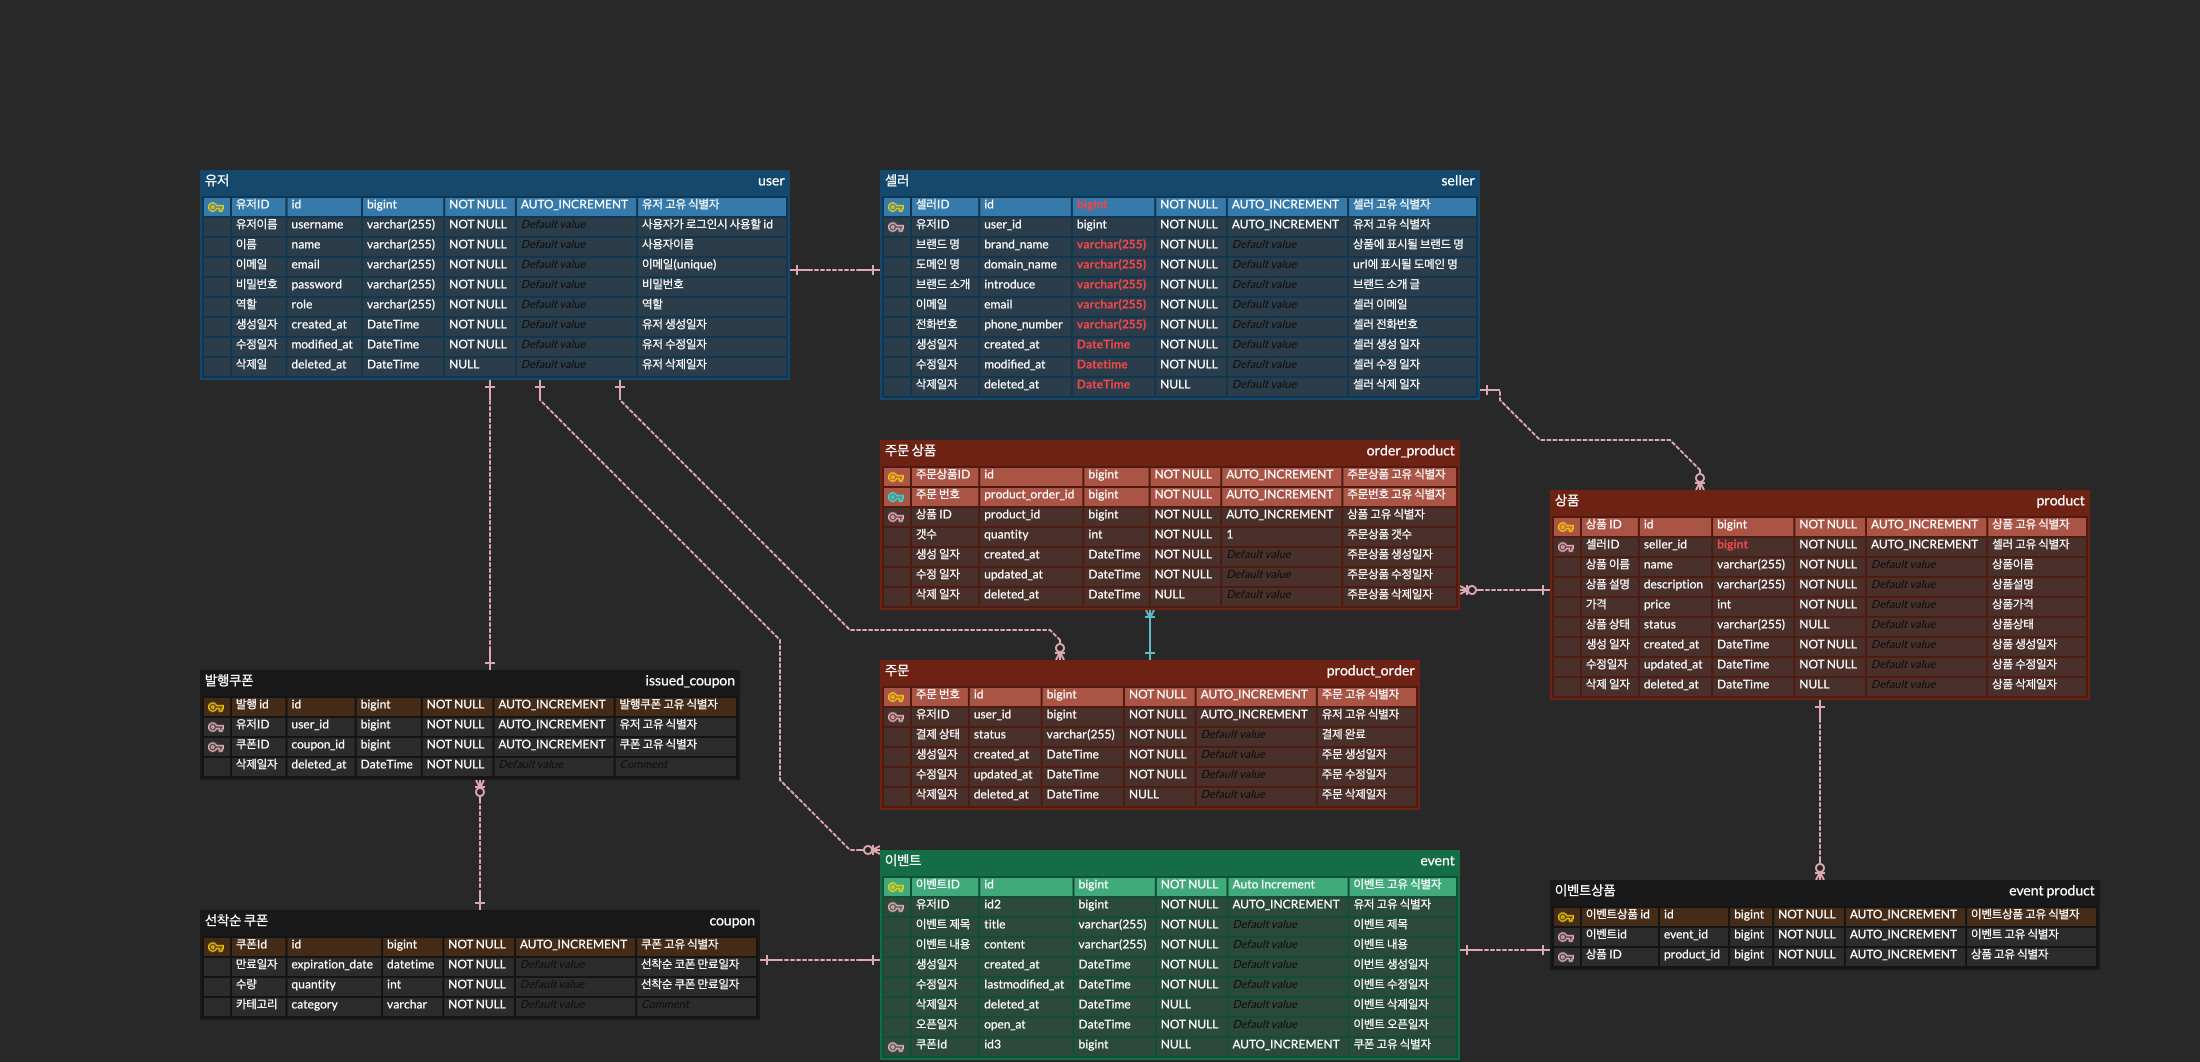 유저 user
유저ID id bigint NOT NULL AUTO_INCREMENT 유저 고유 식별자
유저이름 username varchar(255) NOT NULL Default value 사용자가 로그인시 사용할 id
이름 name varchar(255) NOT NULL Default value 사용자이름
이메일 email varchar(255) NOT NULL Default value 이메일(unique)
비밀번호 password varchar(255) NOT NULL Default value 비밀번호
역할 role varchar(255) NOT NULL Default value 역할
생성일자 created_at DateTime NOT NULL Default value 유저 생성일자
수정일자 modified_at DateTime NOT NULL Default value 유저 수정일자
삭제일 deleted_at DateTime NULL Default value 유저 삭제일자
셀러 seller
셀러ID id bigint NOT NULL AUTO_INCREMENT 셀러 고유 식별자
유저ID user_id bigint NOT NULL AUTO_INCREMENT 유저 고유 식별자
브랜드 명 brand_name varchar(255) NOT NULL Default value 상품에 표시될 브랜드 명
도메인 명 domain_name varchar(255) NOT NULL Default value url에 표시될 도메인 명
브랜드 소개 introduce varchar(255) NOT NULL Default value 브랜드 소개 글
이메일 email varchar(255) NOT NULL Default value 셀러 이메일
전화번호 phone_number varchar(255) NOT NULL Default value 셀러 전화번호
생성일자 created_at DateTime NOT NULL Default value 셀러 생성 일자
수정일자 modified_at Datetime NOT NULL Default value 셀러 수정 일자
삭제일자 deleted_at DateTime NULL Default value 셀러 삭제 일자
주문 상품 order_product
주문상품ID id bigint NOT NULL AUTO_INCREMENT 주문상품 고유 식별자
주문 번호 product_order_id bigint NOT NULL AUTO_INCREMENT 주문번호 고유 식별자
상품 ID product_id bigint NOT NULL AUTO_INCREMENT 상품 고유 식별자
갯수 quantity int NOT NULL 1 주문상품 갯수
생성 일자 created_at DateTime NOT NULL Default value 주문상품 생성일자
수정 일자 updated_at DateTime NOT NULL Default value 주문상품 수정일자
삭제 일자 deleted_at DateTime NULL Default value 주문상품 삭제일자
상품 product
상품 ID id bigint NOT NULL AUTO_INCREMENT 상품 고유 식별자
셀러ID seller_id bigint NOT NULL AUTO_INCREMENT 셀러 고유 식별자
상품 이름 name varchar(255) NOT NULL Default value 상품이름
상품 설명 description varchar(255) NOT NULL Default value 상품설명
가격 price int NOT NULL Default value 상품가격
상품 상태 status varchar(255) NULL Default value 상품상태
생성 일자 created_at DateTime NOT NULL Default value 상품 생성일자
수정일자 updated_at DateTime NOT NULL Default value 상품 수정일자
삭제 일자 deleted_at DateTime NULL Default value 상품 삭제일자
주문 product_order
주문 번호 id bigint NOT NULL AUTO_INCREMENT 주문 고유 식별자
유저ID user_id bigint NOT NULL AUTO_INCREMENT 유저 고유 식별자
결제 상태 status varchar(255) NOT NULL Default value 결제 완료
생성일자 created_at DateTime NOT NULL Default value 주문 생성일자
수정일자 updated_at DateTime NOT NULL Default value 주문 수정일자
삭제일자 deleted_at DateTime NULL Default value 주문 삭제일자
발행쿠폰 issued_coupon
발행 id id bigint NOT NULL AUTO_INCREMENT 발행쿠폰 고유 식별자
유저ID user_id bigint NOT NULL AUTO_INCREMENT 유저 고유 식별자
쿠폰ID coupon_id bigint NOT NULL AUTO_INCREMENT 쿠폰 고유 식별자
삭제일자 deleted_at DateTime NOT NULL Default value Comment
선착순 쿠폰 coupon
쿠폰Id id bigint NOT NULL AUTO_INCREMENT 쿠폰 고유 식별자
만료일자 expiration_date datetime NOT NULL Default value 선착순 코폰 만료일자
수량 quantity int NOT NULL Default value 선착순 쿠폰 만료일자
카테고리 category varchar NOT NULL Default value Comment
이벤트 event
이벤트ID id bigint NOT NULL Auto Increment 이벤트 고유 식별자
유저ID id2 bigint NOT NULL AUTO_INCREMENT 유저 고유 식별자
이벤트 제목 title varchar(255) NOT NULL Default value 이벤트 제목
이벤트 내용 content varchar(255) NOT NULL Default value 이벤트 내용
생성일자 created_at DateTime NOT NULL Default value 이번트 생성일자
수정일자 lastmodified_at DateTime NOT NULL Default value 이벤트 수정일자
삭제일자 deleted_at DateTime NULL Default value 이벤트 삭제일자
오픈일자 open_at DateTime NOT NULL Default value 이벤트 오픈일자
쿠폰Id id3 bigint NULL AUTO_INCREMENT 쿠폰 고유 식별자
이벤트상품 event product
이벤트상품 id id bigint NOT NULL AUTO_INCREMENT 이벤트상품 고유 식별자
이벤트id event_id bigint NOT NULL AUTO_INCREMENT 이벤트 고유 식별자
상품 ID product_id bigint NOT NULL AUTO_INCREMENT 상품 고유 식별자